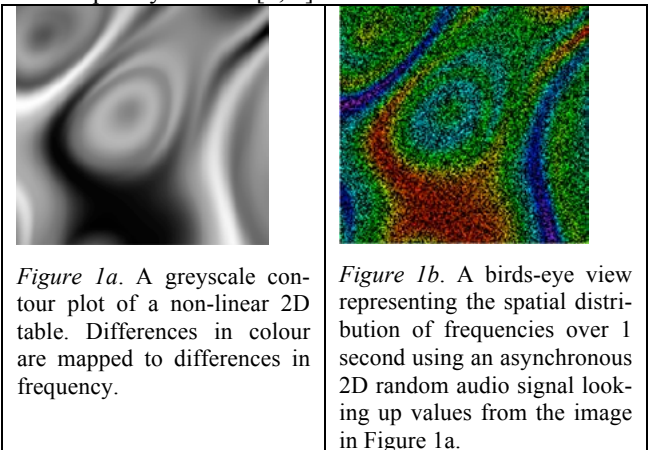 Figure 1a. A greyscale con-
tour plot of a non-linear 2D
table. Differences in colour
are mapped to differences in
frequency.
Figure 1b. A birds-eye view
representing the spatial distri-
bution of frequencies over 1
second using an asynchronous
2D random audio signal look-
ing up values from the image
in Figure 1a.